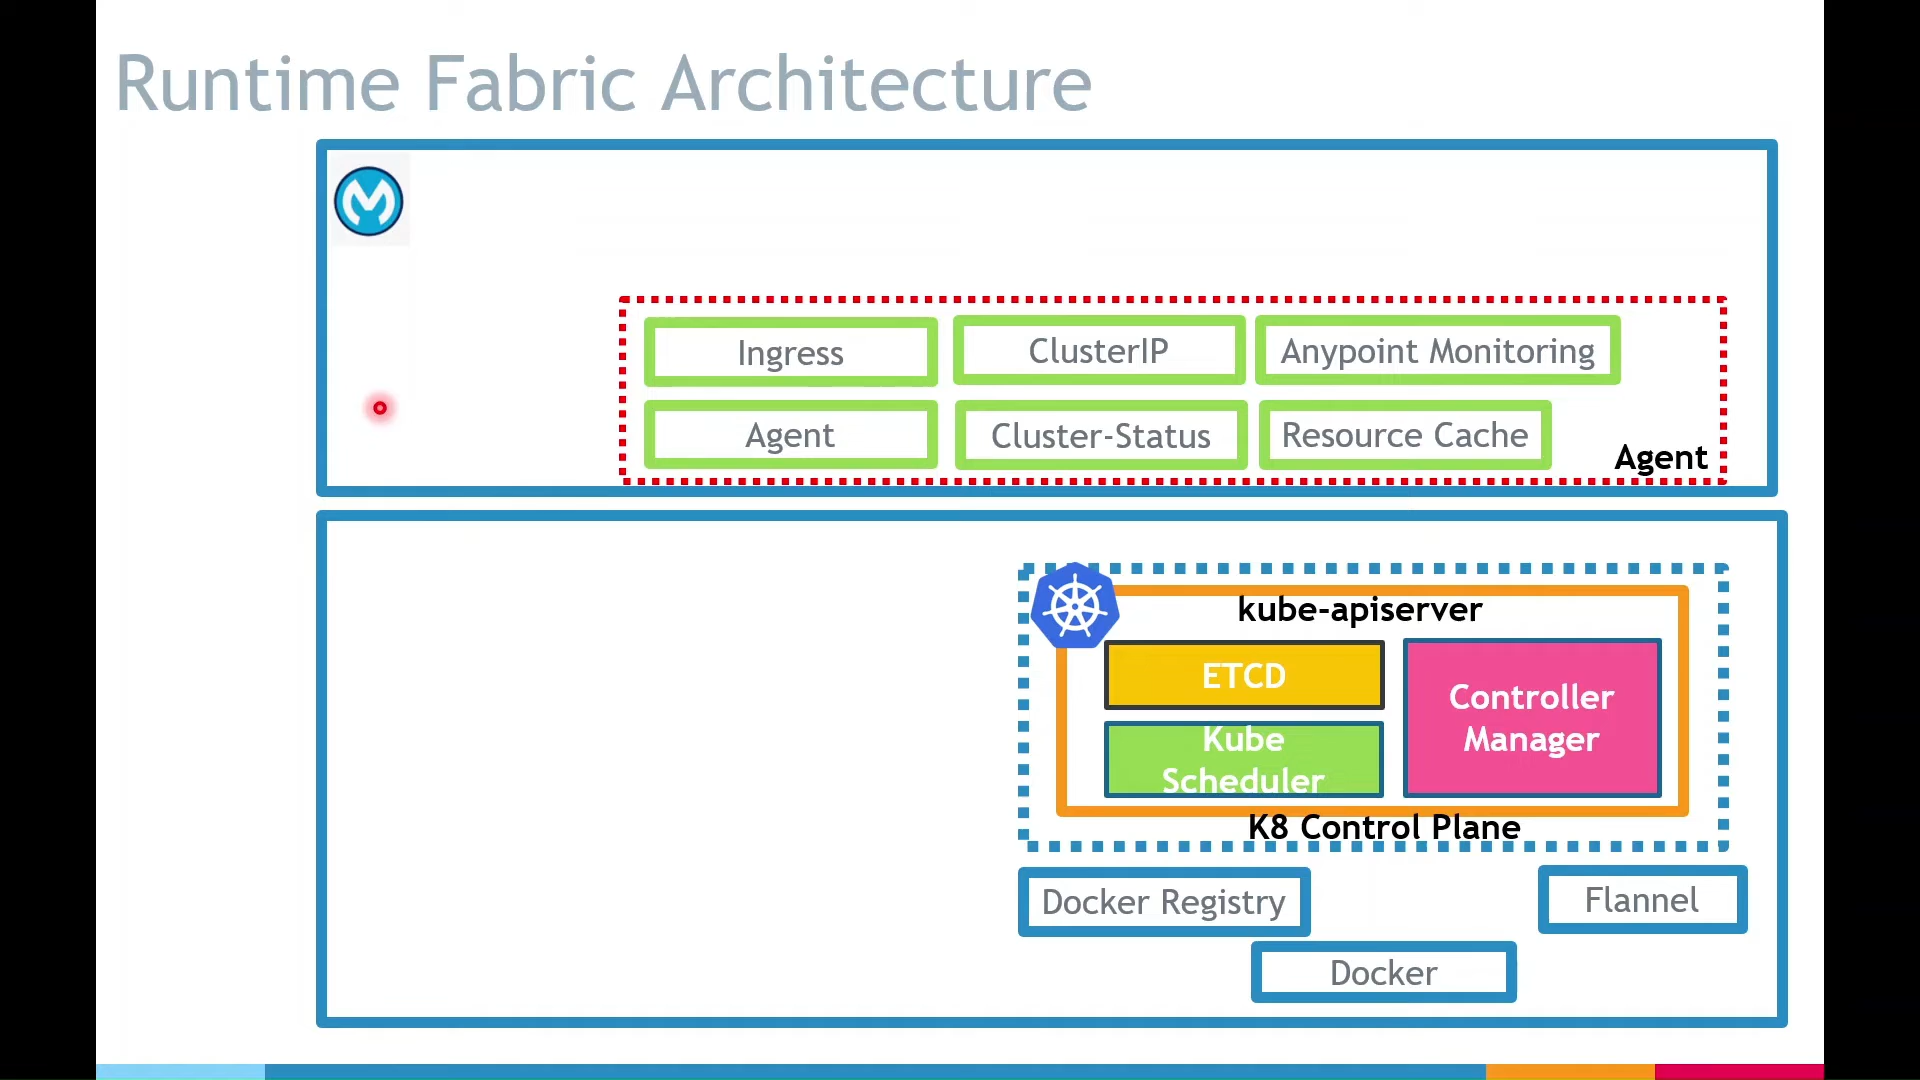 Runtime Fabric Architecture
Ingress
ClusterIP
Anypoint Monitoring
Agent
Cluster-Status
Resource Cache
Agent
kube-apiserver
ETCD
Controller
Manager
Kube
Scheduler
K8 Control Plane
Docker Registry
Flannel
Docker